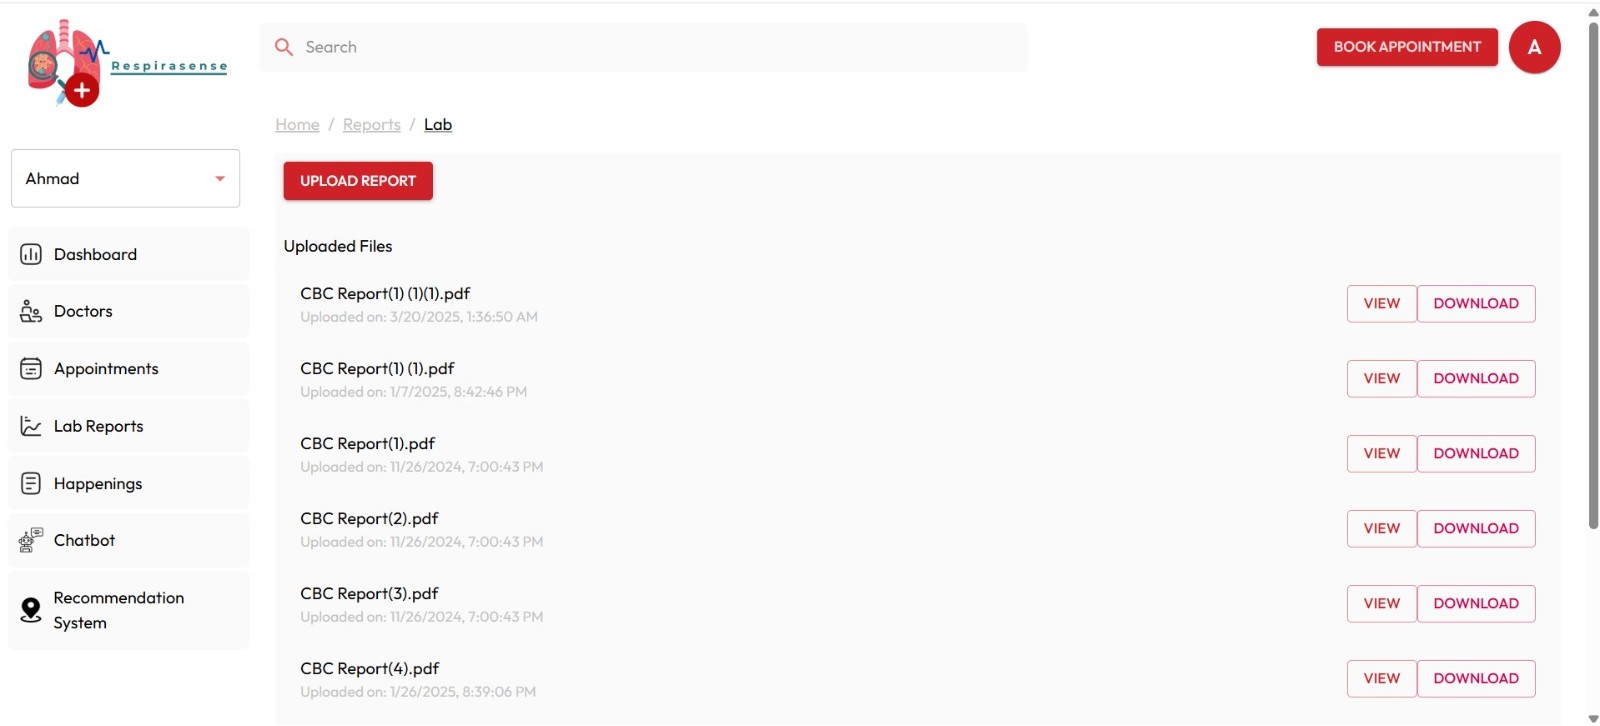 Respirasense
Search
BOOK APPOINTMENT
A
Home / Reports / Lab
Ahmad
UPLOAD REPORT
Dashboard
Doctors
Appointments
Lab Reports
Happenings
Chatbot
Recommendation
System
Uploaded Files
CBC Report(1) (1)(1).pdf
Uploaded on: 3/20/2025, 1:36:50 AM
VIEW DOWNLOAD
CBC Report(1) (1).pdf
Uploaded on: 1/7/2025, 8:42:46 PM
VIEW DOWNLOAD
CBC Report(1).pdf
Uploaded on: 11/26/2024, 7:00:43 PM
VIEW DOWNLOAD
CBC Report(2).pdf
Uploaded on: 11/26/2024, 7:00:43 PM
VIEW DOWNLOAD
CBC Report(3).pdf
Uploaded on: 11/26/2024, 7:00:43 PM
VIEW DOWNLOAD
CBC Report(4).pdf
Uploaded on: 1/26/2025, 8:39:06 PM
VIEW DOWNLOAD